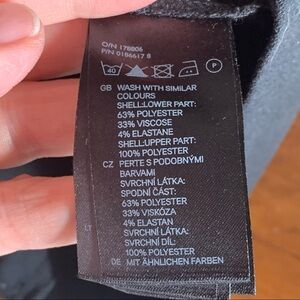 O/N 178806
P/N 0186617 8
40 P
GB WASH WITH SIMILAR
COLOURS
SHELL:LOWER PART:
63% POLYESTER
33% VISCOSE
4% ELASTANE
SHELL:UPPER PART:
100% POLYESTER
CZ PERTE S PODOBNÝMI
BARVAMI
SVRCHNÍ LÁTKA:
SPODNÍ ČÁST:
63% POLYESTER
33% VISKÓZA
4% ELASTAN
LT SVRCHNÍ LÁTKA:
SVRCHNÍ DÍL:
100% POLYESTER
DE MIT ÄHNLICHEN FARBEN